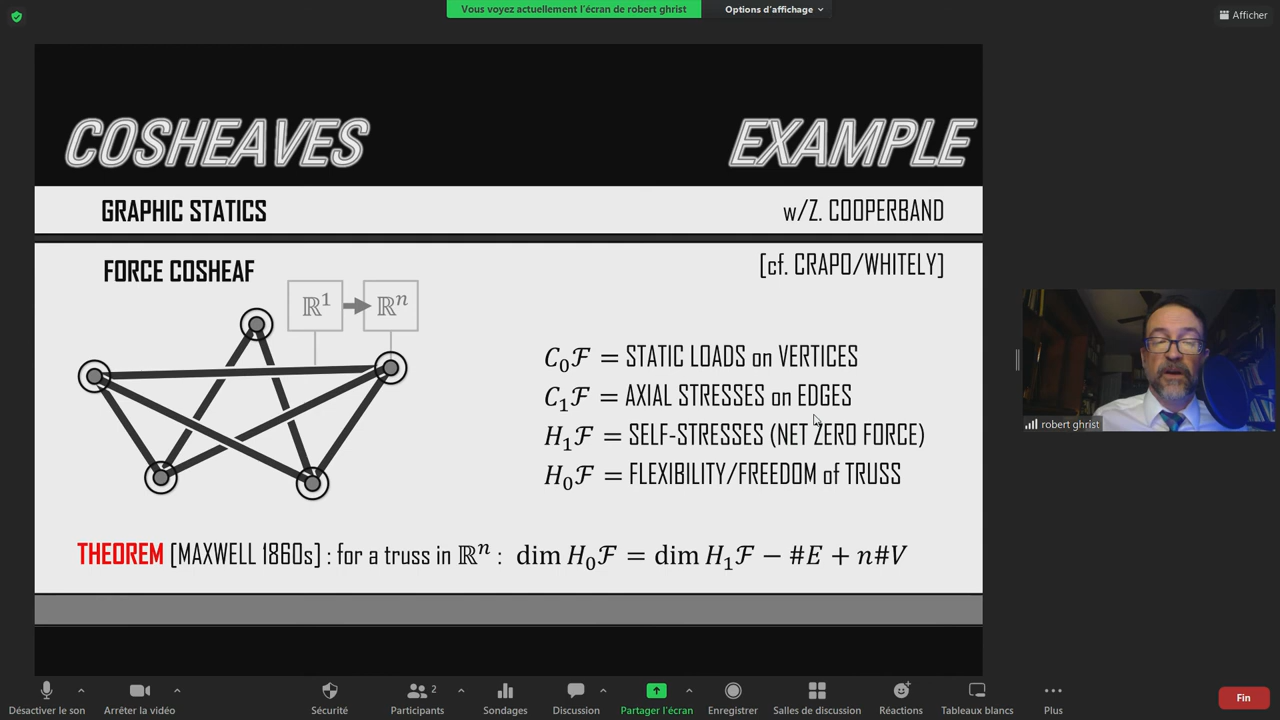 Vous voyez actuellement l'écran de robert ghrist
Options d'affichage
Afficher
COSHEAVES
EXAMPLE
GRAPHIC STATICS
w/Z. COOPERBAND
FORCE COSHEAF
[cf. CRAPO/WHITELY]
ℝ¹
ℝⁿ
C₀ℱ = STATIC LOADS on VERTICES
C₁ℱ = AXIAL STRESSES on EDGES
H₁ℱ = SELF-STRESSES (NET ZERO FORCE)
H₀ℱ = FLEXIBILITY/FREEDOM of TRUSS
THEOREM [MAXWELL 1860s] : for a truss in ℝⁿ : dim H₀ℱ = dim H₁ℱ − #E + n#V
robert ghrist
Désactiver le son
Arrêter la vidéo
Sécurité
2
Participants
Sondages
Discussion
Partager l'écran
Enregistrer
Salles de discussion
Réactions
Tableaux blancs
Plus
Fin